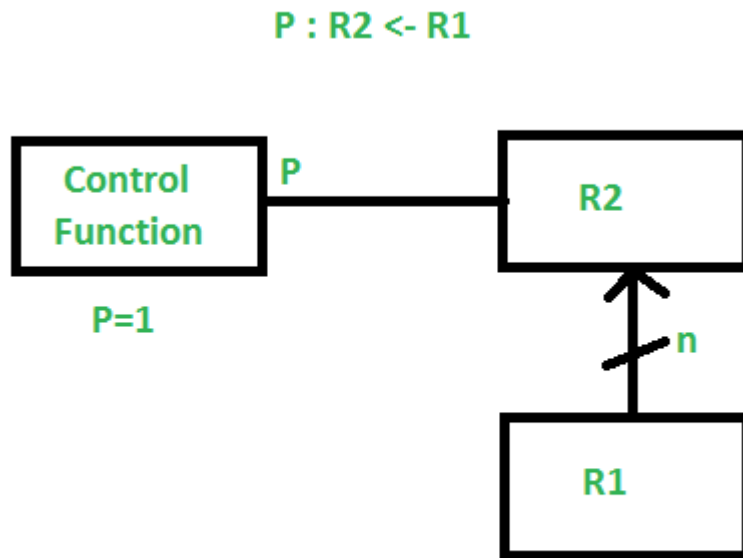 P : R2 <- R1
Control
Function
P
R2
P=1
n
R1